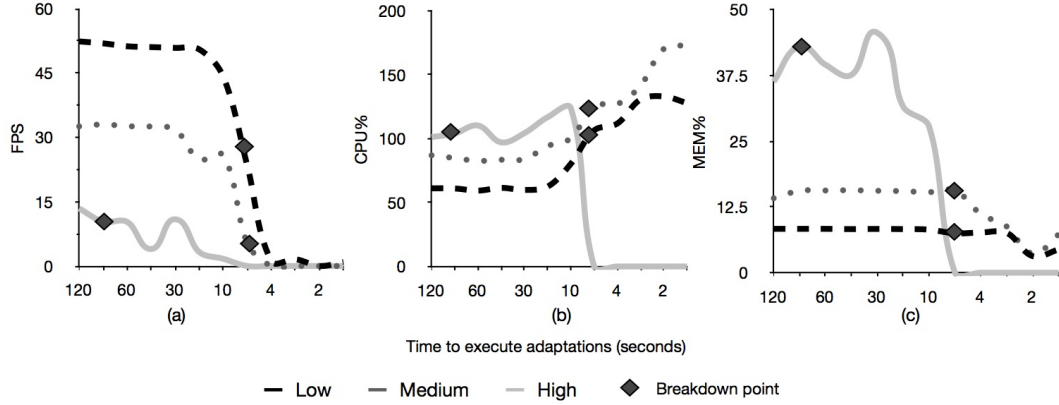 60
45
30
15
0
FPS
120 60 30 10 4 2
(a)
200
150
100
50
0
CPU%
120 60 30 10 4 2
(b)
50
37.5
25
12.5
0
MEM%
120 60 30 10 4 2
(c)
Time to execute adaptations (seconds)
Low Medium High Breakdown point